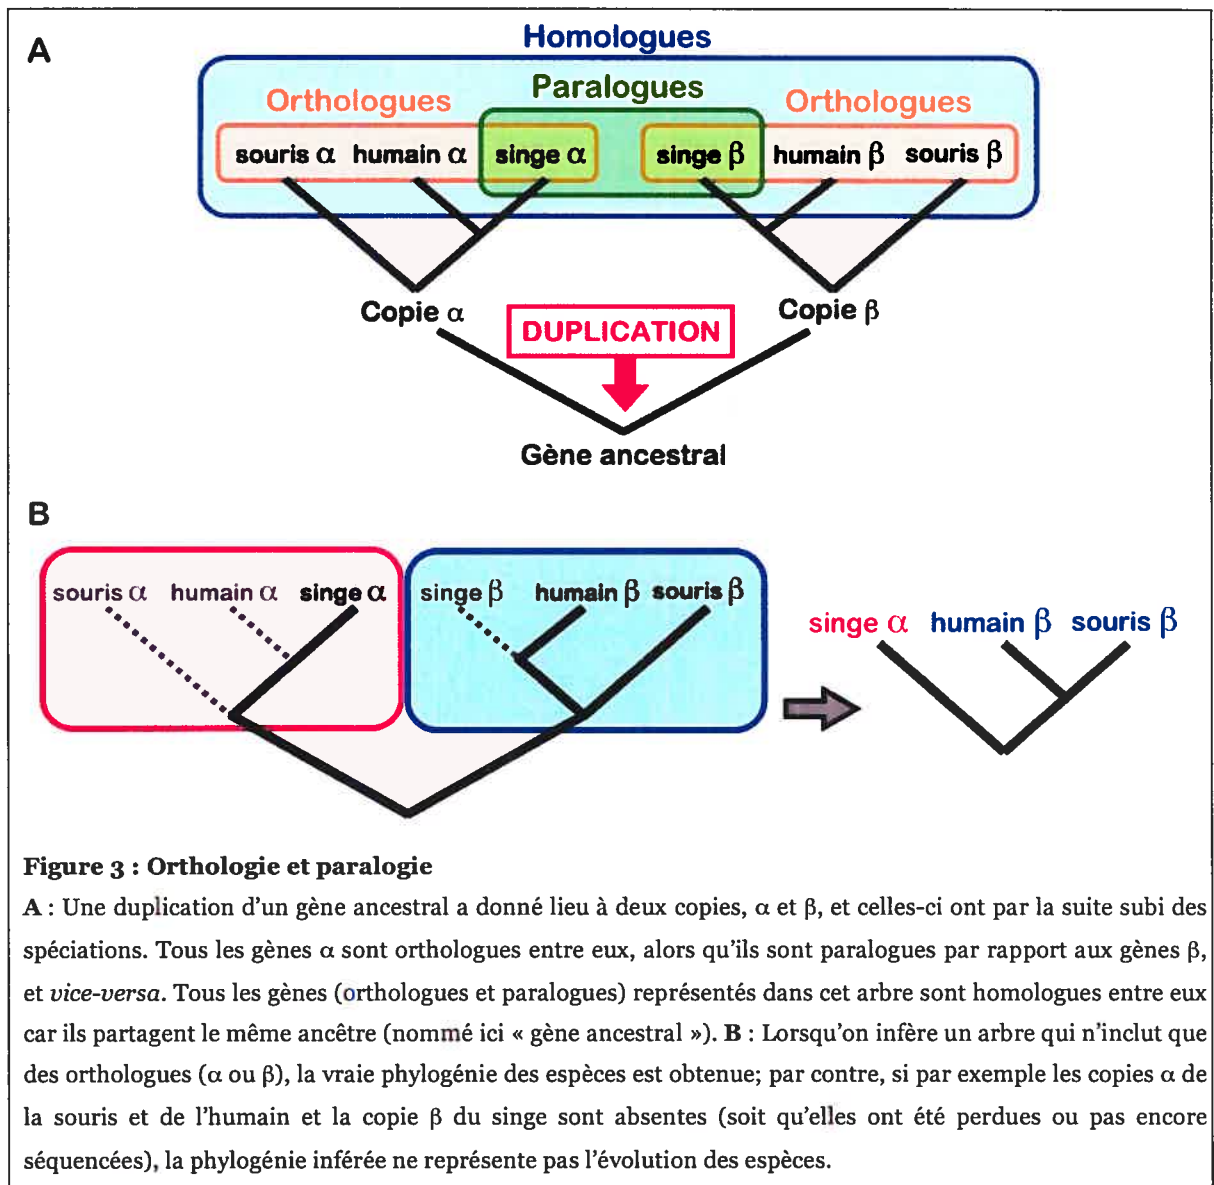 A
Homologues
Orthologues Paralogues Orthologues
souris α humain α singe α singe β humain β souris β
Copie α Copie β
DUPLICATION
Gène ancestral
B
souris α humain α singe α singe β humain β souris β
singe α humain β souris β
Figure 3 : Orthologie et paralogie
A : Une duplication d'un gène ancestral a donné lieu à deux copies, α et β, et celles-ci ont par la suite subi des
spéciations. Tous les gènes α sont orthologues entre eux, alors qu'ils sont paralogues par rapport aux gènes β,
et vice-versa. Tous les gènes (orthologues et paralogues) représentés dans cet arbre sont homologues entre eux
car ils partagent le même ancêtre (nommé ici « gène ancestral »). B : Lorsqu'on infère un arbre qui n'inclut que
des orthologues (α ou β), la vraie phylogénie des espèces est obtenue; par contre, si par exemple les copies α de
la souris et de l'humain et la copie β du singe sont absentes (soit qu'elles ont été perdues ou pas encore
séquencées), la phylogénie inférée ne représente pas l'évolution des espèces.